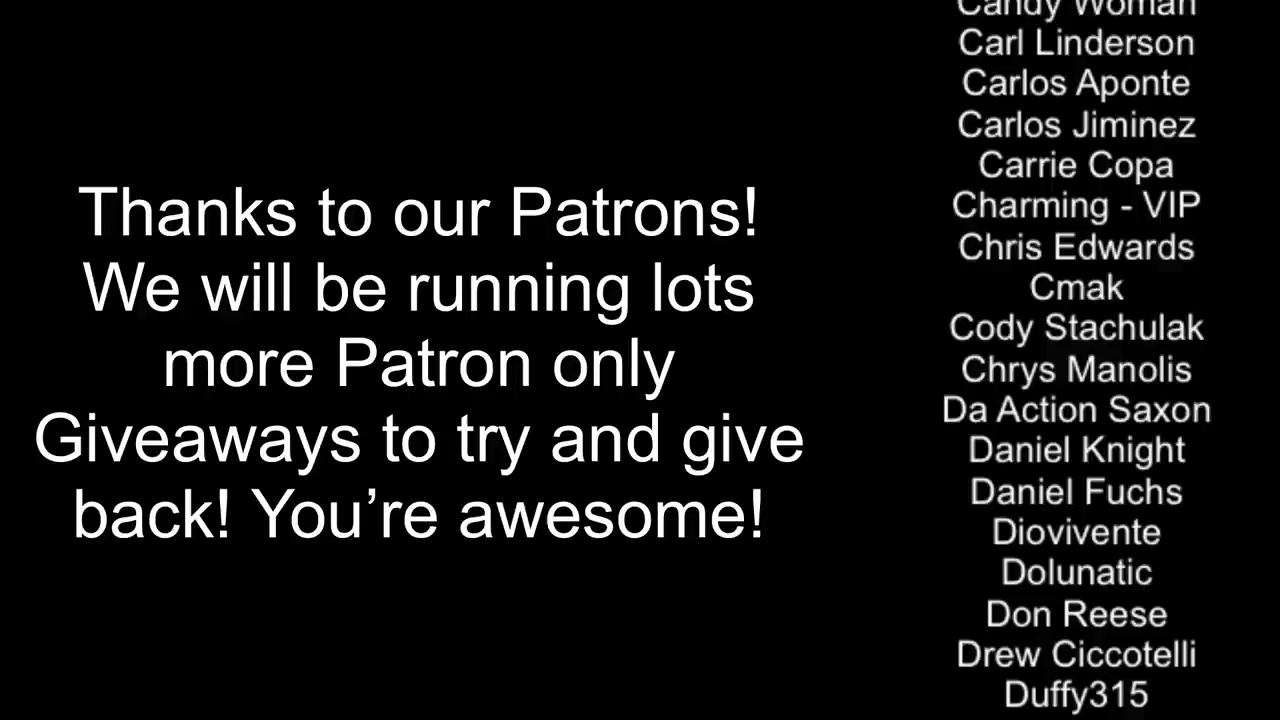 Thanks to our Patrons!
We will be running lots
more Patron only
Giveaways to try and give
back! You’re awesome!
Candy Woman
Carl Linderson
Carlos Aponte
Carlos Jiminez
Carrie Copa
Charming - VIP
Chris Edwards
Cmak
Cody Stachulak
Chrys Manolis
Da Action Saxon
Daniel Knight
Daniel Fuchs
Diovivente
Dolunatic
Don Reese
Drew Ciccotelli
Duffy315